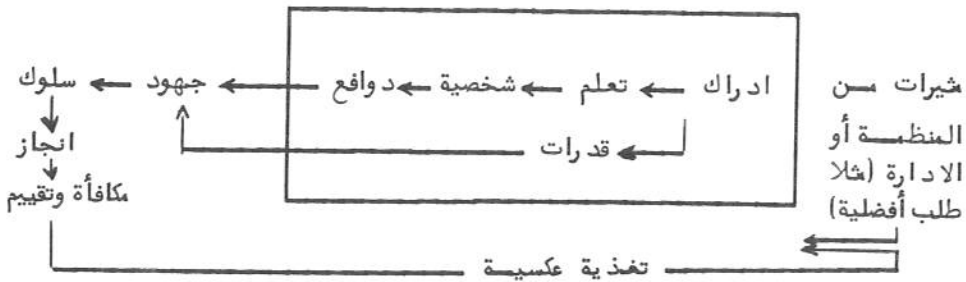 مثيرات من
المنظمة أو
الادارة (مثلا
طلب أفضلية)
ادراك
تعلم
شخصية
دوافع
قدرات
جهود
سلوك
انجاز
مكافأة وتقييم
تغذية عكسية